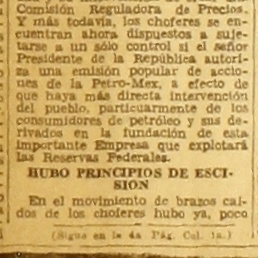 Comisión Reguladora de Precios.
Y más todavía, los choferes se en-
cuentran ahora dispuestos a suje-
tarse a un sólo control si el señor
Presidente de la República autori-
za una emisión popular de accio-
nes de la Petro-Mex, a efecto de
que haya más directa intervención
del pueblo, particuarmente de los
consumidores de petróleo y sus de-
rivados en la fundación de esta
importante Empresa que explotará
las Reservas Federales.
HUBO PRINCIPIOS DE ESCI-
SION
En el movimiento de brazos caí-
dos de los choferes hubo ya, poco
(Sigue en la 4a Pág. Col. 1a.)